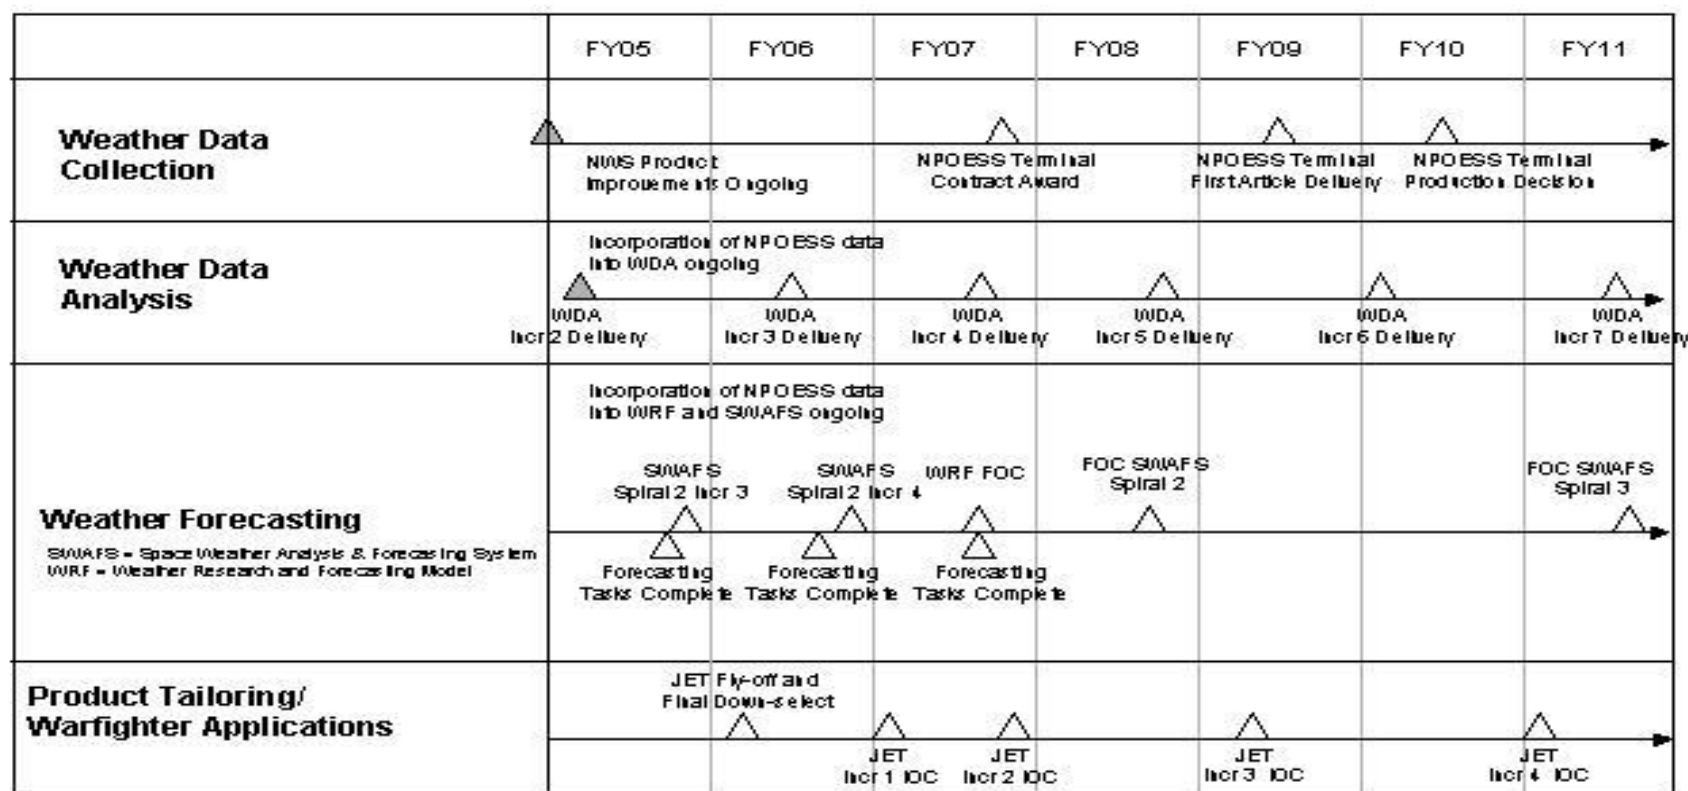 FY05 FY06 FY07 FY08 FY09 FY10 FY11
Weather Data
Collection
NWS Product
Improvements Ongoing
NPOESS Terminal
Contract Award
NPOESS Terminal
First Article Delivery
NPOESS Terminal
Production Decision
Weather Data
Analysis
Incorporation of NPOESS data
into WDA ongoing
WDA
Incr 2 Delivery
WDA
Incr 3 Delivery
WDA
Incr 4 Delivery
WDA
Incr 5 Delivery
WDA
Incr 6 Delivery
WDA
Incr 7 Delivery
Weather Forecasting
SWAFS = Space Weather Analysis & Forecasting System
WRF = Weather Research and Forecasting Model
Incorporation of NPOESS data
into WRF and SWAFS ongoing
SWAFS
Spiral 2 Incr 3
SWAFS
Spiral 2 Incr 4
WRF FOC
FOC SWAFS
Spiral 2
FOC SWAFS
Spiral 3
Forecasting
Tasks Complete
Forecasting
Tasks Complete
Forecasting
Tasks Complete
Product Tailoring/
Warfighter Applications
JET Fly-off and
Final Down-select
JET
Incr 1 IOC
JET
Incr 2 IOC
JET
Incr 3 IOC
JET
Incr 4 IOC